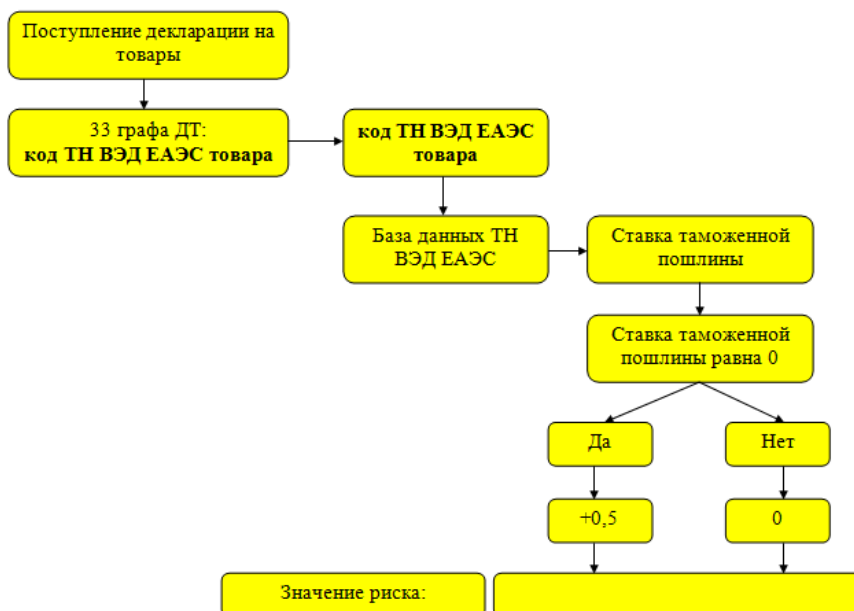 Поступление декларации на
товары
33 графа ДТ:
код ТН ВЭД ЕАЭС товара
код ТН ВЭД ЕАЭС
товара
База данных ТН
ВЭД ЕАЭС
Ставка таможенной
пошлины
Ставка таможенной
пошлины равна 0
Да
Нет
+0,5
0
Значение риска: